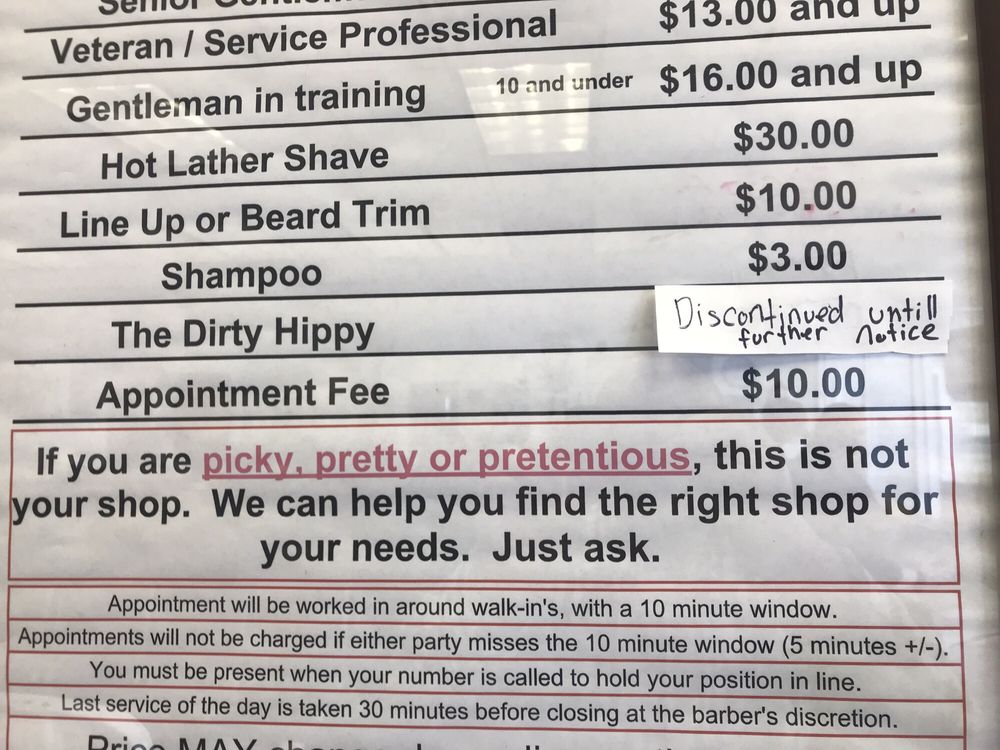 Senior
Veteran / Service Professional $13.00 and up
Gentleman in training 10 and under $16.00 and up
Hot Lather Shave $30.00
Line Up or Beard Trim $10.00
Shampoo $3.00
The Dirty Hippy Discontinued untill
further notice
Appointment Fee $10.00
If you are picky, pretty or pretentious, this is not
your shop. We can help you find the right shop for
your needs. Just ask.
Appointment will be worked in around walk-in's, with a 10 minute window.
Appointments will not be charged if either party misses the 10 minute window (5 minutes +/-).
You must be present when your number is called to hold your position in line.
Last service of the day is taken 30 minutes before closing at the barber's discretion.
Price MAY